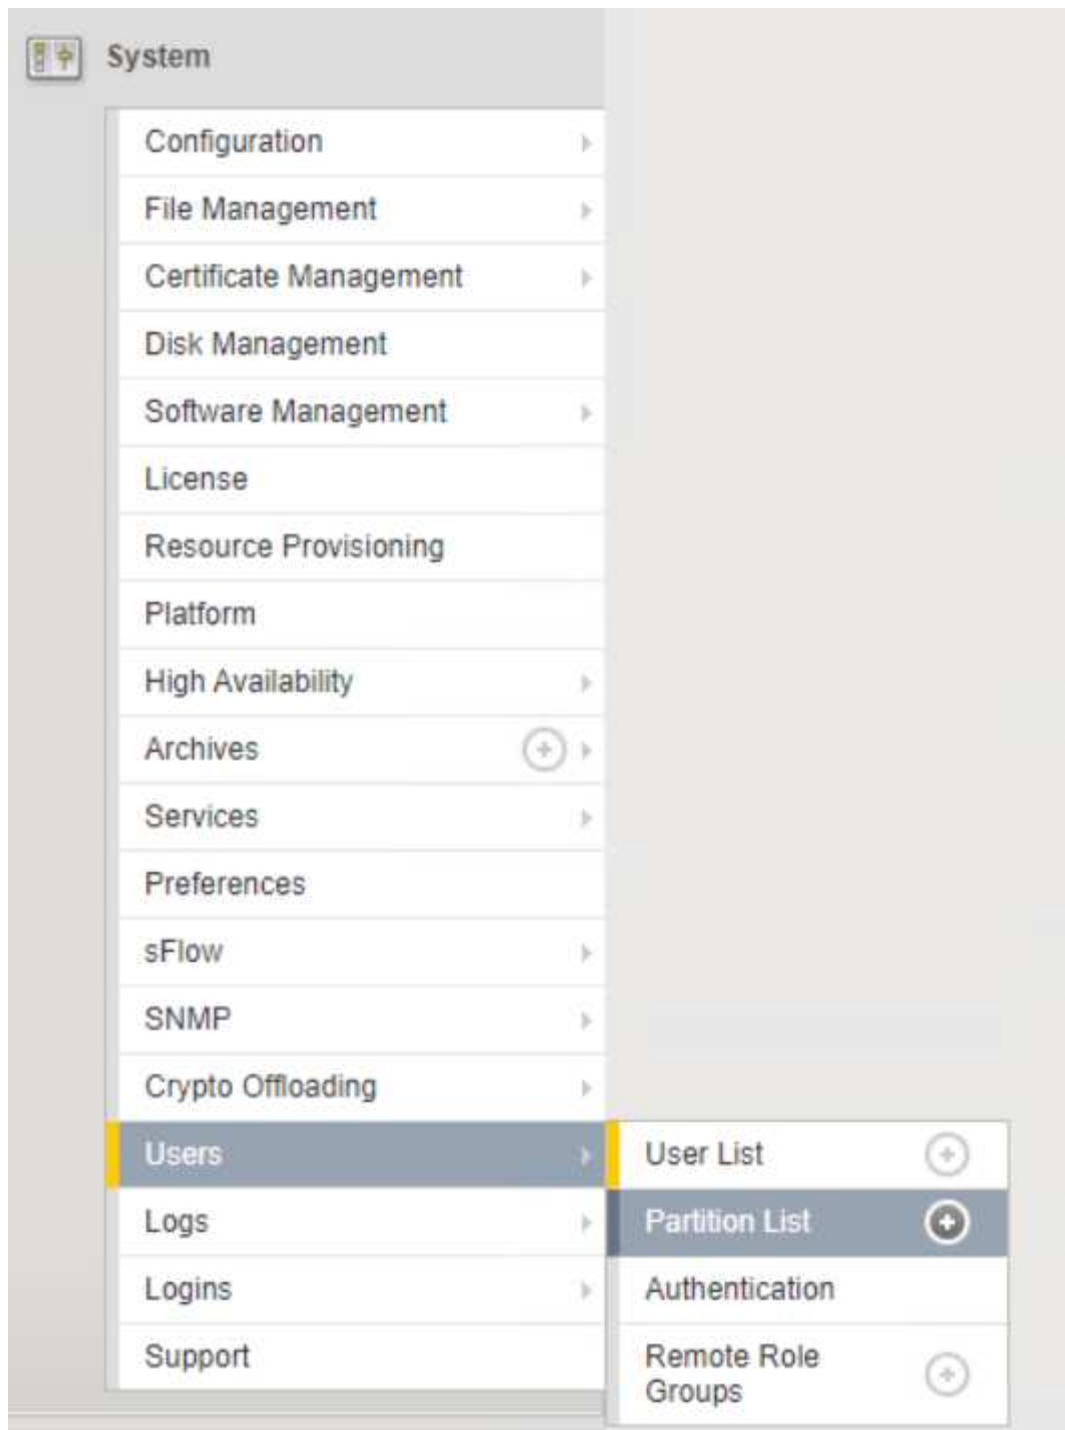 System
Configuration
File Management
Certificate Management
Disk Management
Software Management
License
Resource Provisioning
Platform
High Availability
Archives
Services
Preferences
sFlow
SNMP
Crypto Offloading
Users
User List
Partition List
Logs
Authentication
Logins
Remote Role
Groups
Support